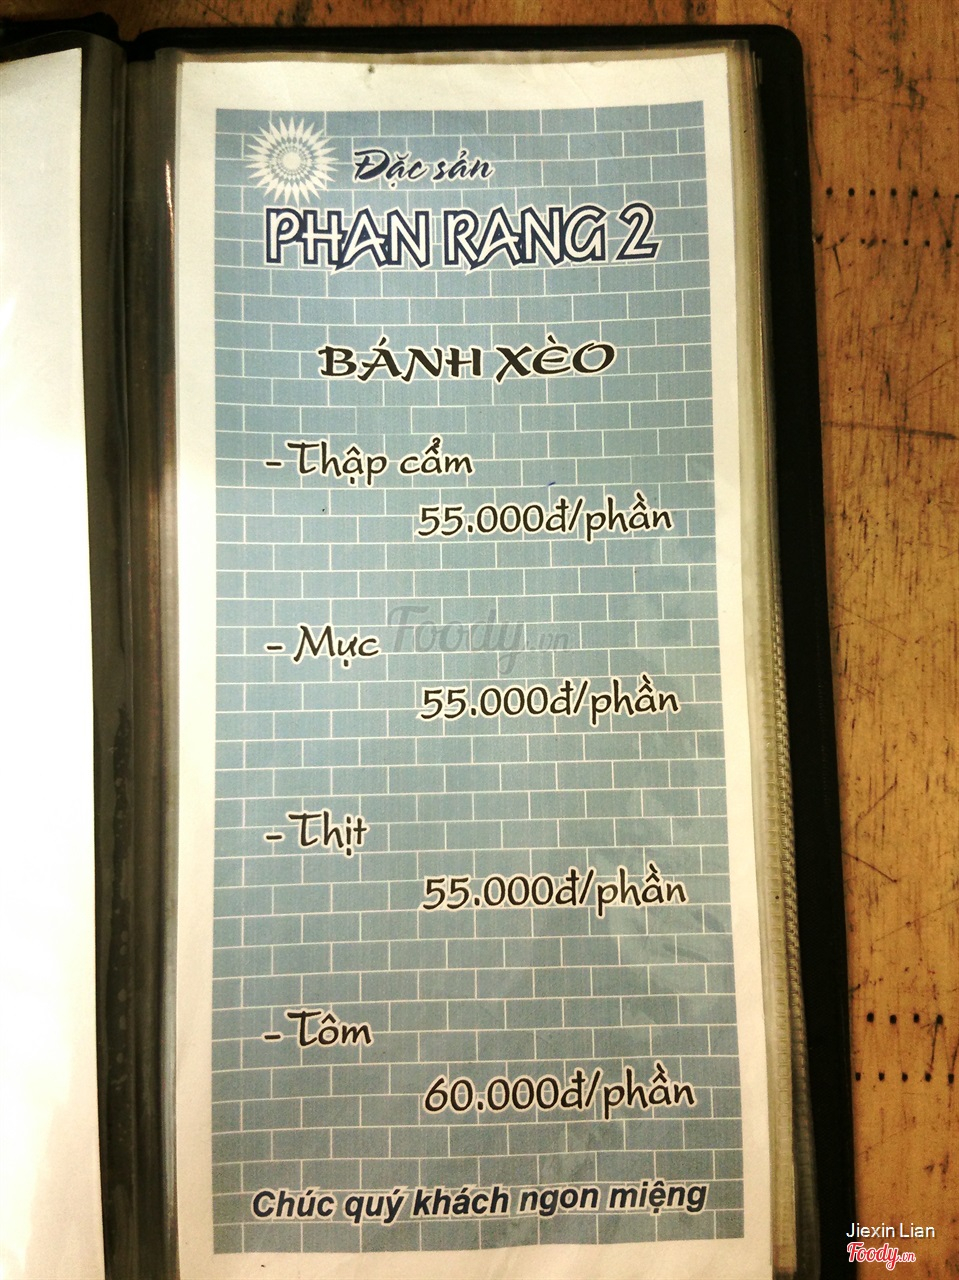 Đặc sản
PHAN RANG 2
BÁNH XÈO
- Thập cẩm
55.000đ/phần
- Mực
Foody.vn
55.000đ/phần
- Thịt
55.000đ/phần
- Tôm
60.000đ/phần
Chúc quý khách ngon miệng
Jiexin Lian
Foody.vn